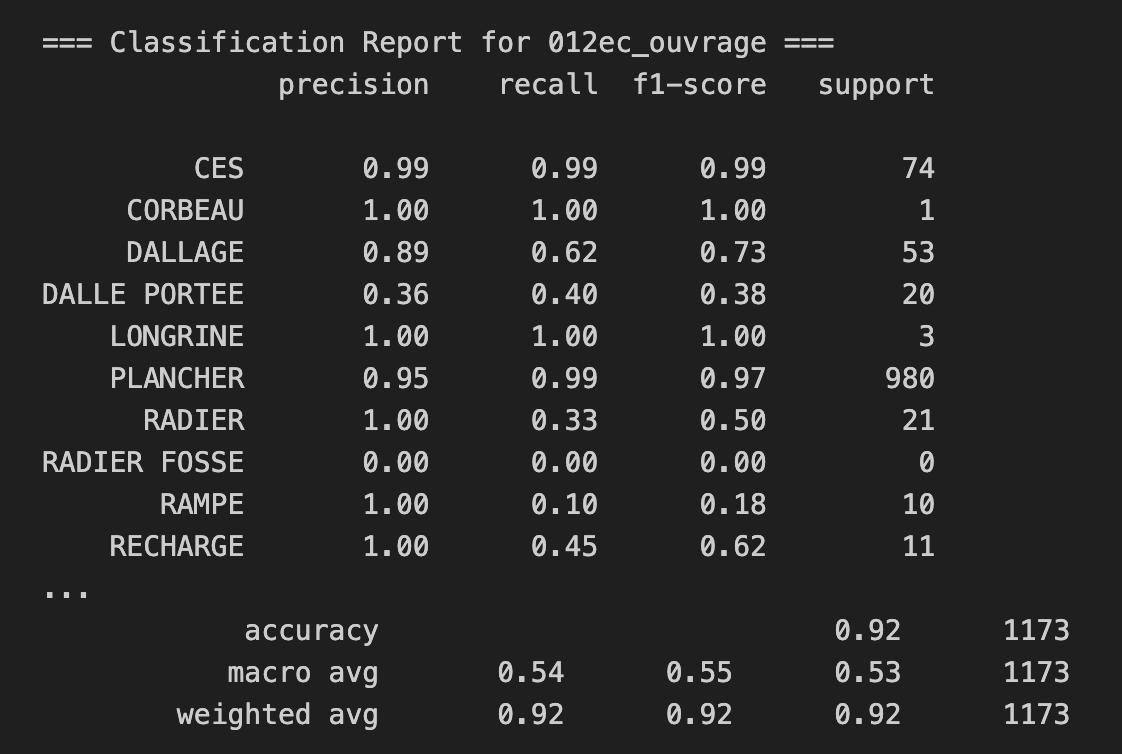 === Classification Report for 012ec_ouvrage ===
precision    recall  f1-score   support
CES       0.99      0.99      0.99        74
CORBEAU       1.00      1.00      1.00         1
DALLAGE       0.89      0.62      0.73        53
DALLE PORTEE       0.36      0.40      0.38        20
LONGRINE       1.00      1.00      1.00         3
PLANCHER       0.95      0.99      0.97       980
RADIER       1.00      0.33      0.50        21
RADIER FOSSE       0.00      0.00      0.00         0
RAMPE       1.00      0.10      0.18        10
RECHARGE       1.00      0.45      0.62        11
...
accuracy                           0.92      1173
macro avg       0.54      0.55      0.53      1173
weighted avg       0.92      0.92      0.92      1173